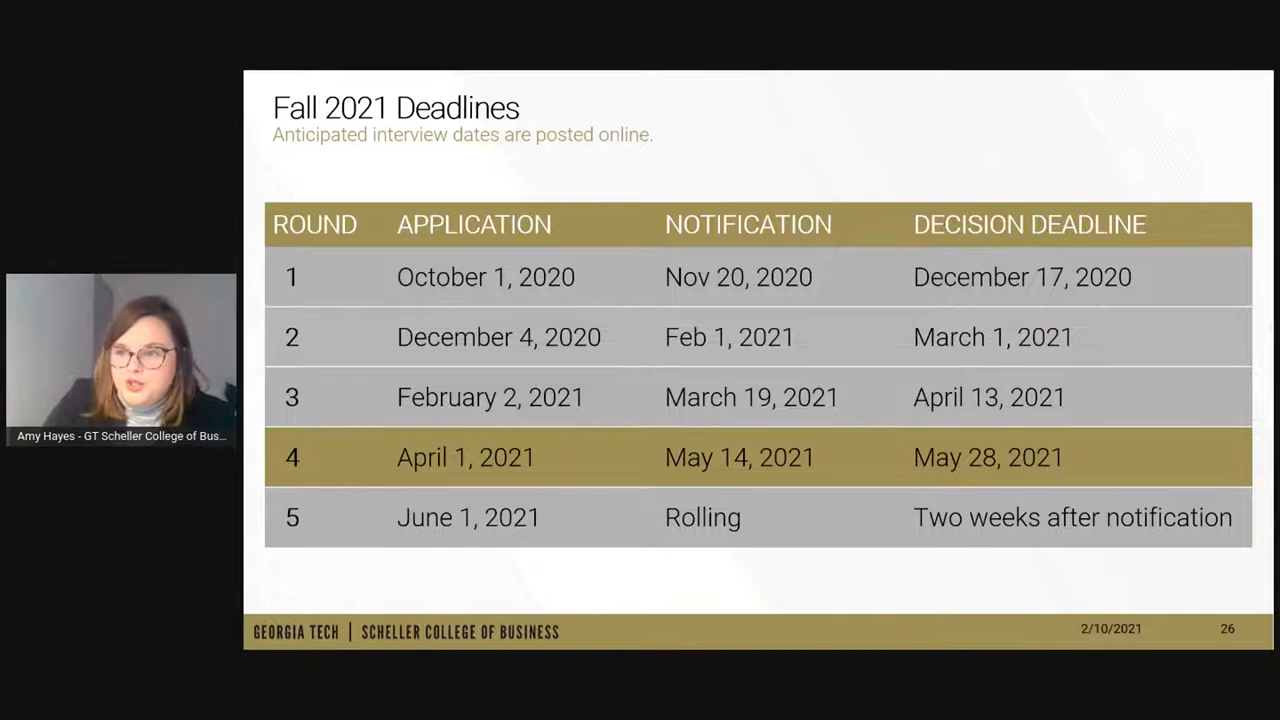 Fall 2021 Deadlines
Anticipated interview dates are posted online.
ROUND APPLICATION NOTIFICATION DECISION DEADLINE
1 October 1, 2020 Nov 20, 2020 December 17, 2020
2 December 4, 2020 Feb 1, 2021 March 1, 2021
3 February 2, 2021 March 19, 2021 April 13, 2021
4 April 1, 2021 May 14, 2021 May 28, 2021
5 June 1, 2021 Rolling Two weeks after notification
Amy Hayes - GT Scheller College of Bus...
GEORGIA TECH | SCHELLER COLLEGE OF BUSINESS 2/10/2021 26